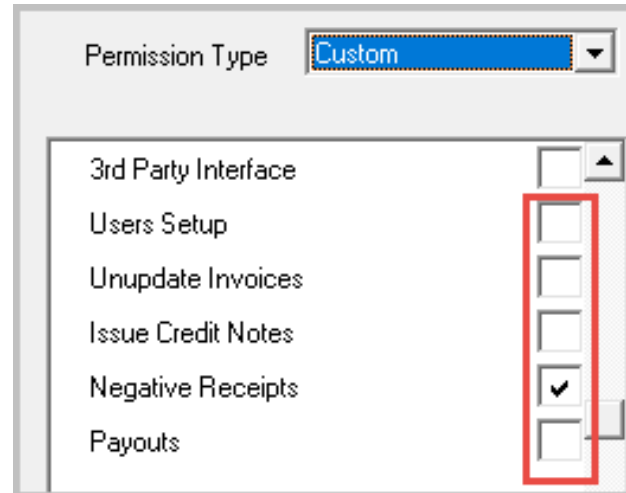 Permission Type Custom
3rd Party Interface
Users Setup
Unupdate Invoices
Issue Credit Notes
Negative Receipts
Payouts